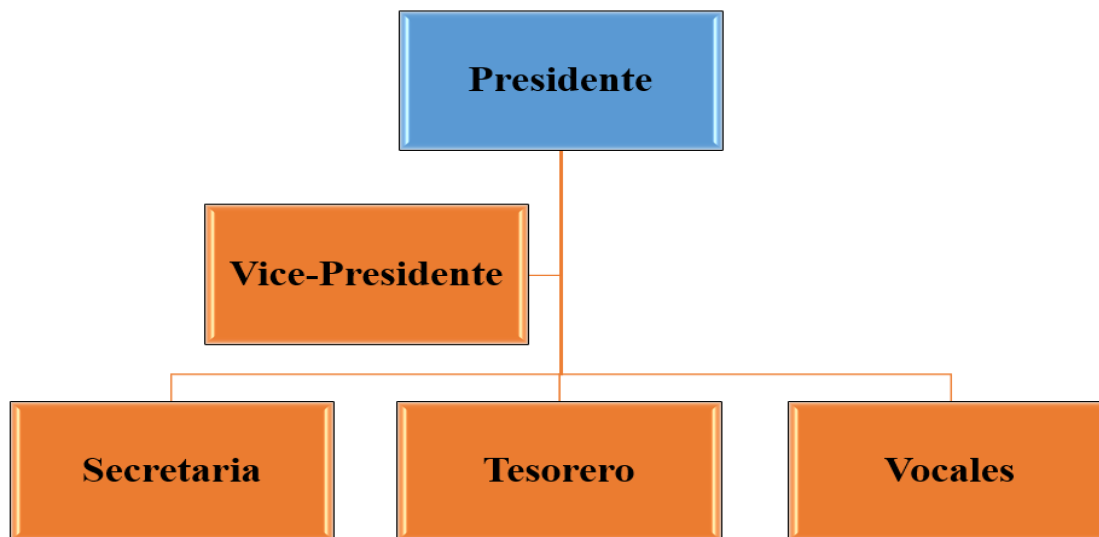 Presidente
Vice-Presidente
Secretaria
Tesorero
Vocales